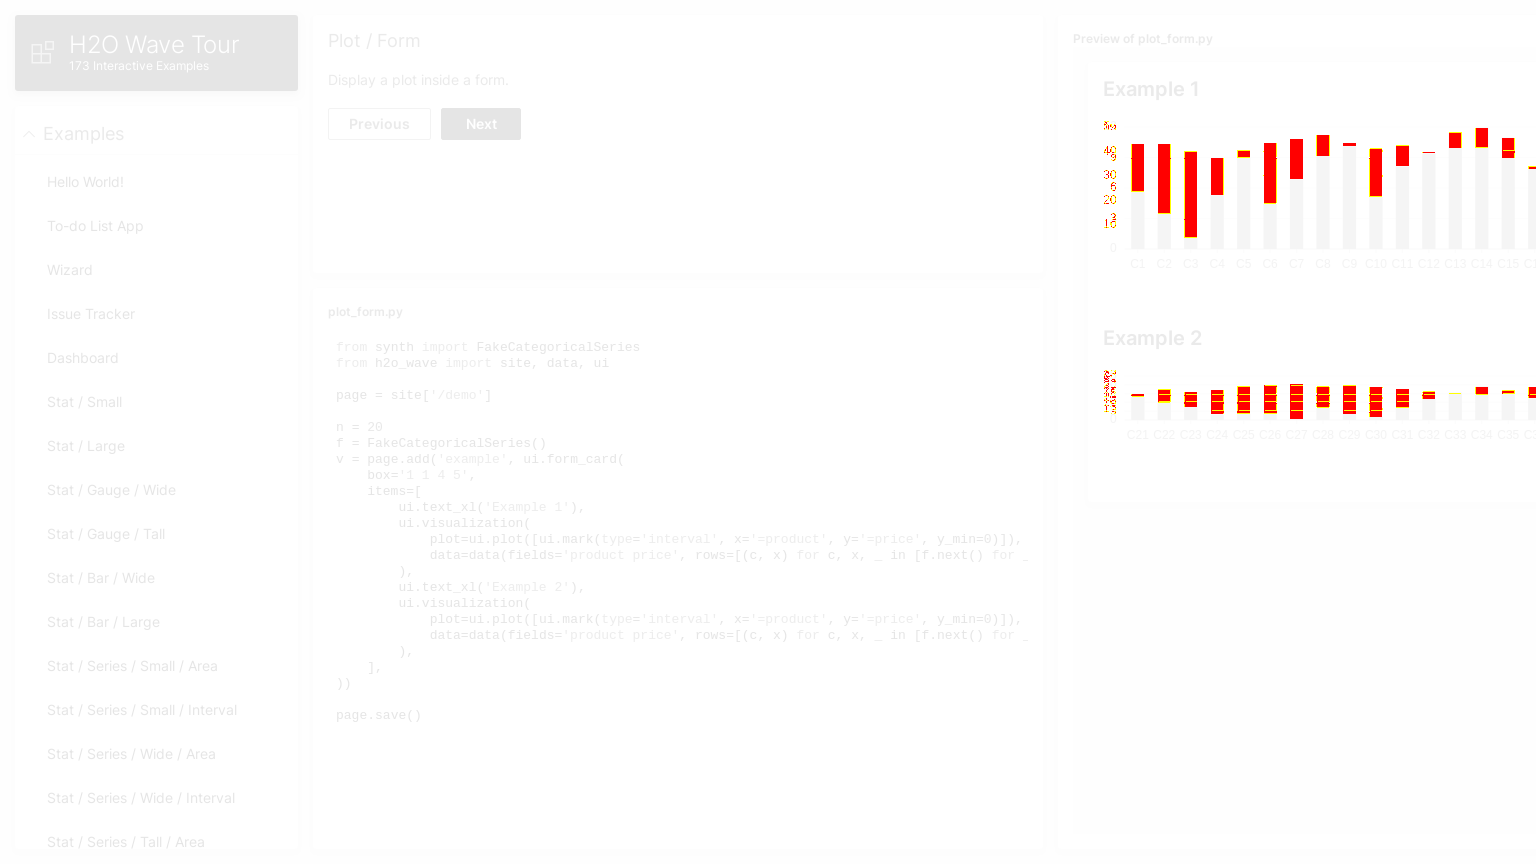 H2O Wave Tour
173 Interactive Examples
Examples
Hello World!
To-do List App
Wizard
Issue Tracker
Dashboard
Stat / Small
Stat / Large
Stat / Gauge / Wide
Stat / Gauge / Tall
Stat / Bar / Wide
Stat / Bar / Large
Stat / Series / Small / Area
Stat / Series / Small / Interval
Stat / Series / Wide / Area
Stat / Series / Wide / Interval
Stat / Series / Tall / Area
Plot / Form
Display a plot inside a form.
Previous Next
plot_form.py
from synth import FakeCategoricalSeries
from h2o_wave import site, data, ui
page = site['/demo']
n = 20
f = FakeCategoricalSeries()
v = page.add('example', ui.form_card(
box='1 1 4 5',
items=[
ui.text_xl('Example 1'),
ui.visualization(
plot=ui.plot([ui.mark(type='interval', x='=product', y='=price', y_min=0)]),
data=data(fields='product price', rows=[(c, x) for c, x, _ in [f.next() for _
),
ui.text_xl('Example 2'),
ui.visualization(
plot=ui.plot([ui.mark(type='interval', x='=product', y='=price', y_min=0)]),
data=data(fields='product price', rows=[(c, x) for c, x, _ in [f.next() for _
),
],
))
page.save()
Preview of plot_form.py
Example 1
0
C1 C2 C3 C4 C5 C6 C7 C8 C9 C10 C11 C12 C13 C14 C15
Example 2
0
C21 C22 C23 C24 C25 C26 C27 C28 C29 C30 C31 C32 C33 C34 C35